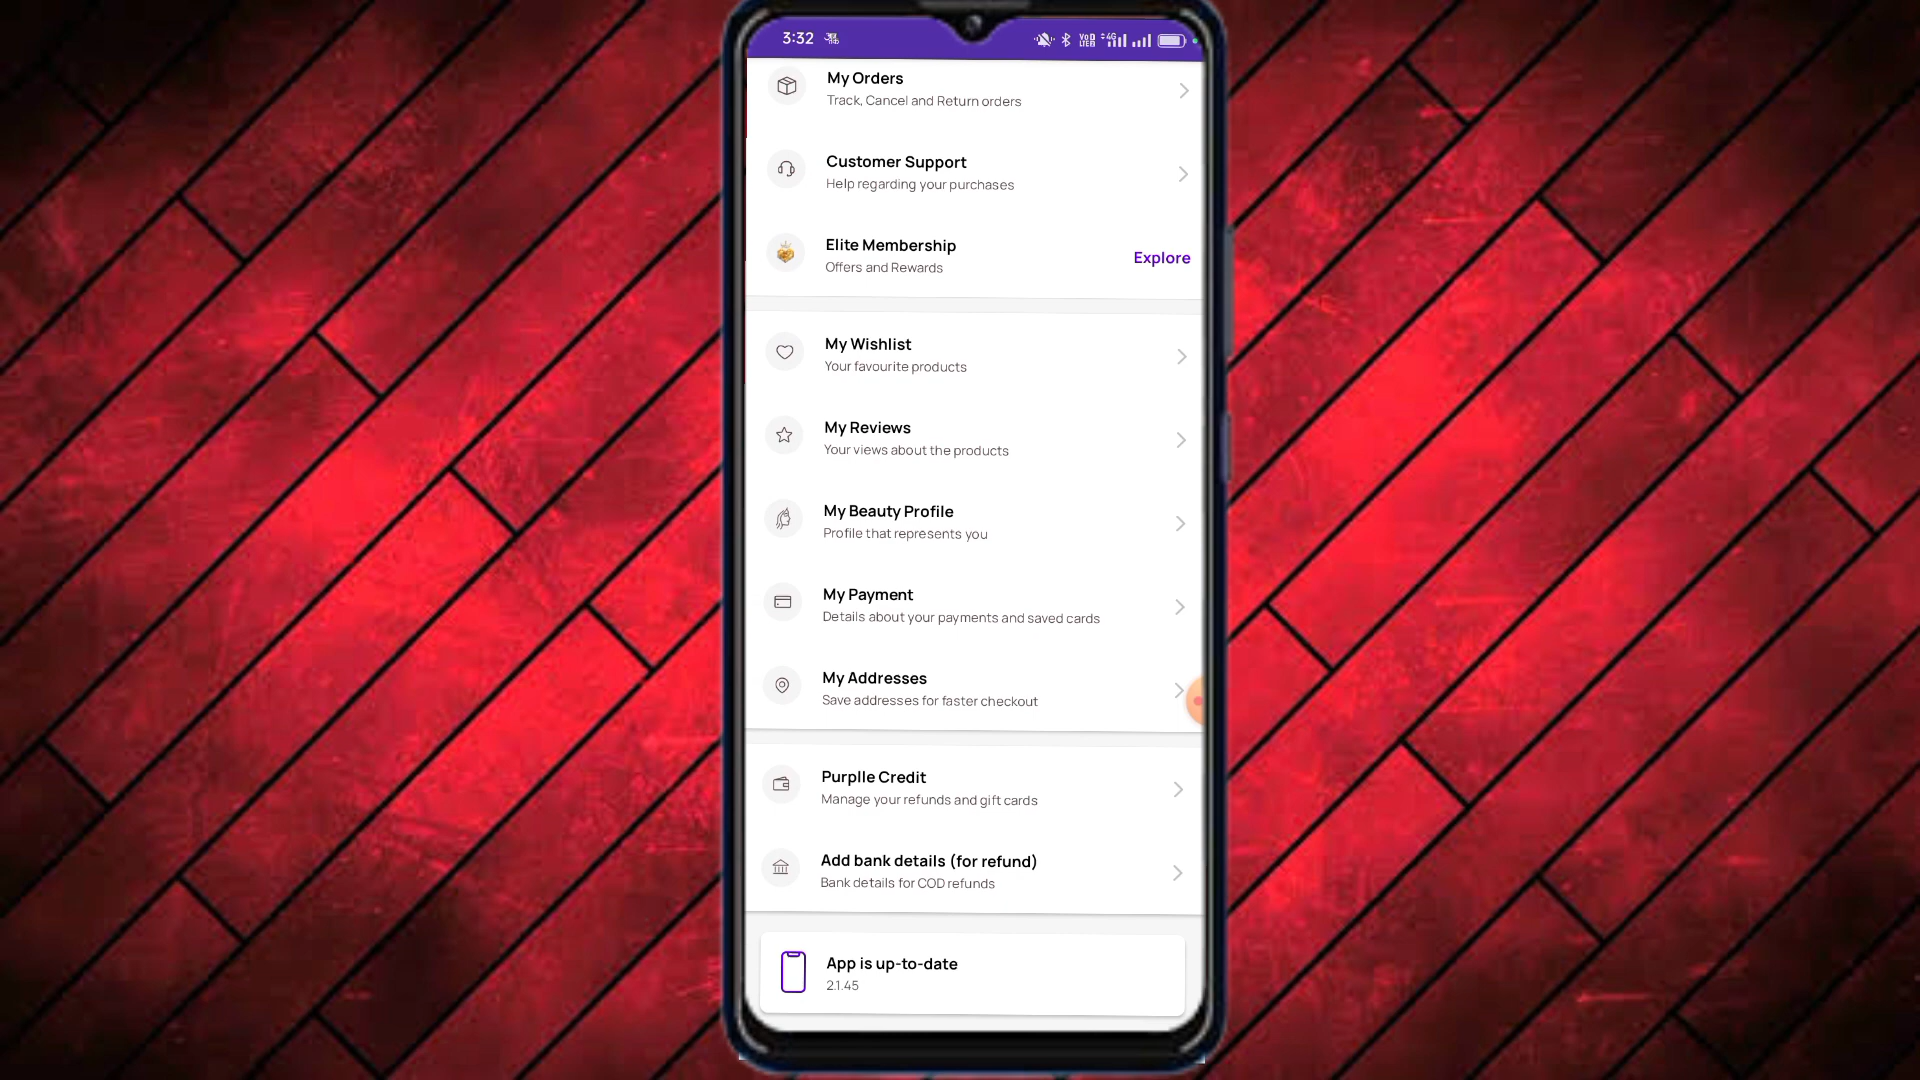 3:32
VoD
LTED
4G
My Orders
Track, Cancel and Return orders
Customer Support
Help regarding your purchases
Elite Membership
Offers and Rewards
Explore
My Wishlist
Your favourite products
My Reviews
Your views about the products
My Beauty Profile
Profile that represents you
My Payment
Details about your payments and saved cards
My Addresses
Save addresses for faster checkout
Purplle Credit
Manage your refunds and gift cards
Add bank details (for refund)
Bank details for COD refunds
App is up-to-date
2.1.45